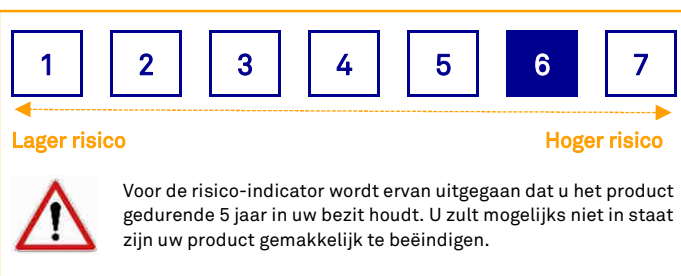 1 2 3 4 5 6 7
Lager risico Hoger risico
Voor de risico-indicator wordt ervan uitgegaan dat u het product
gedurende 5 jaar in uw bezit houdt. U zult mogelijks niet in staat
zijn uw product gemakkelijk te beëindigen.